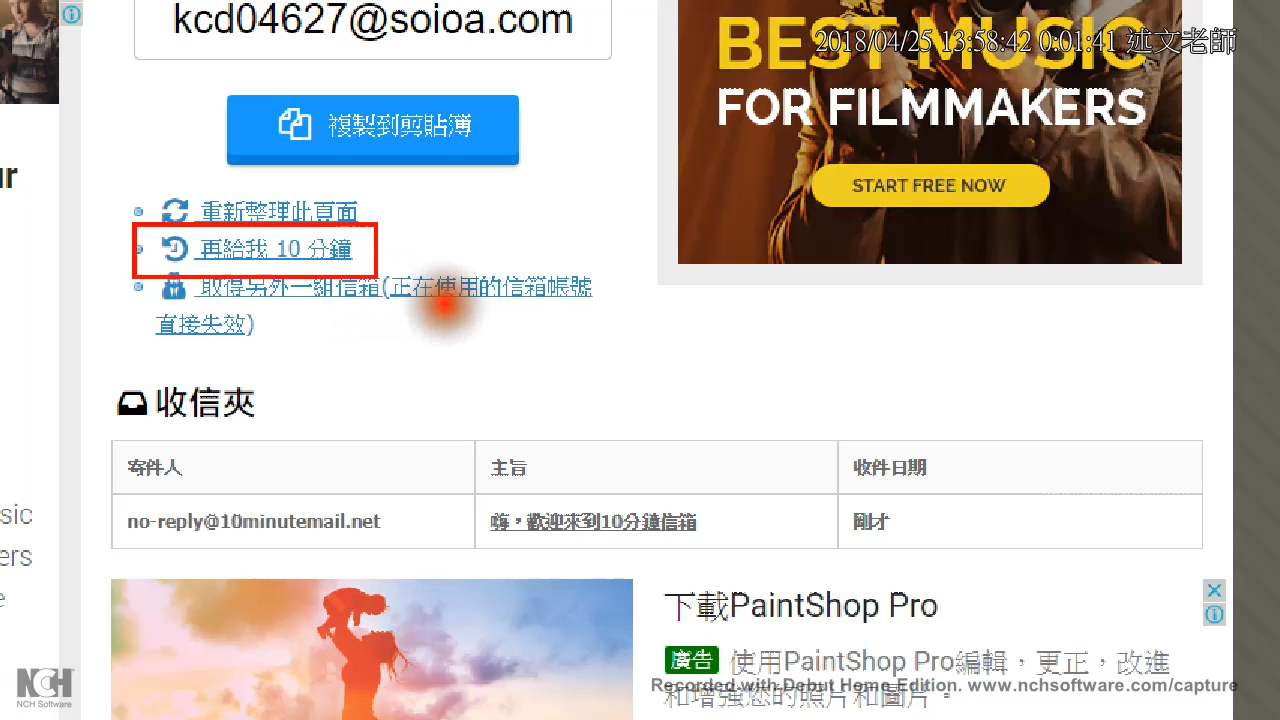 kcd04627@soioa.com
複製到剪貼簿
重新整理此頁面
再給我 10 分鐘
取得另外一組信箱(正在使用的信箱帳號
直接失效)
BEST MUSIC
2018/04/25 13:58:42 0:01:41 述文老師
FOR FILMMAKERS
START FREE NOW
ur
sic
ers
e
收信夾
寄件人 主旨 收件日期
no-reply@10minutemail.net 嗨，歡迎來到10分鐘信箱 剛才
下載PaintShop Pro
廣告 使用PaintShop Pro編輯，更正，改進
和增強您的照片和圖片。
Recorded with Debut Home Edition. www.nchsoftware.com/capture
NCH
NCH Software